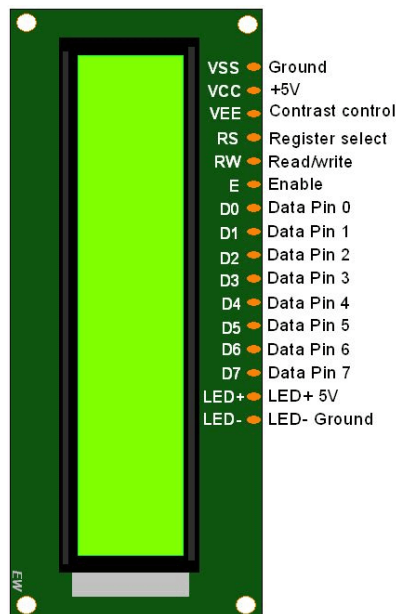 VSS Ground
VCC +5V
VEE Contrast control
RS Register select
RW Read/write
E Enable
D0 Data Pin 0
D1 Data Pin 1
D2 Data Pin 2
D3 Data Pin 3
D4 Data Pin 4
D5 Data Pin 5
D6 Data Pin 6
D7 Data Pin 7
LED+ LED+ 5V
LED- LED- Ground
EW